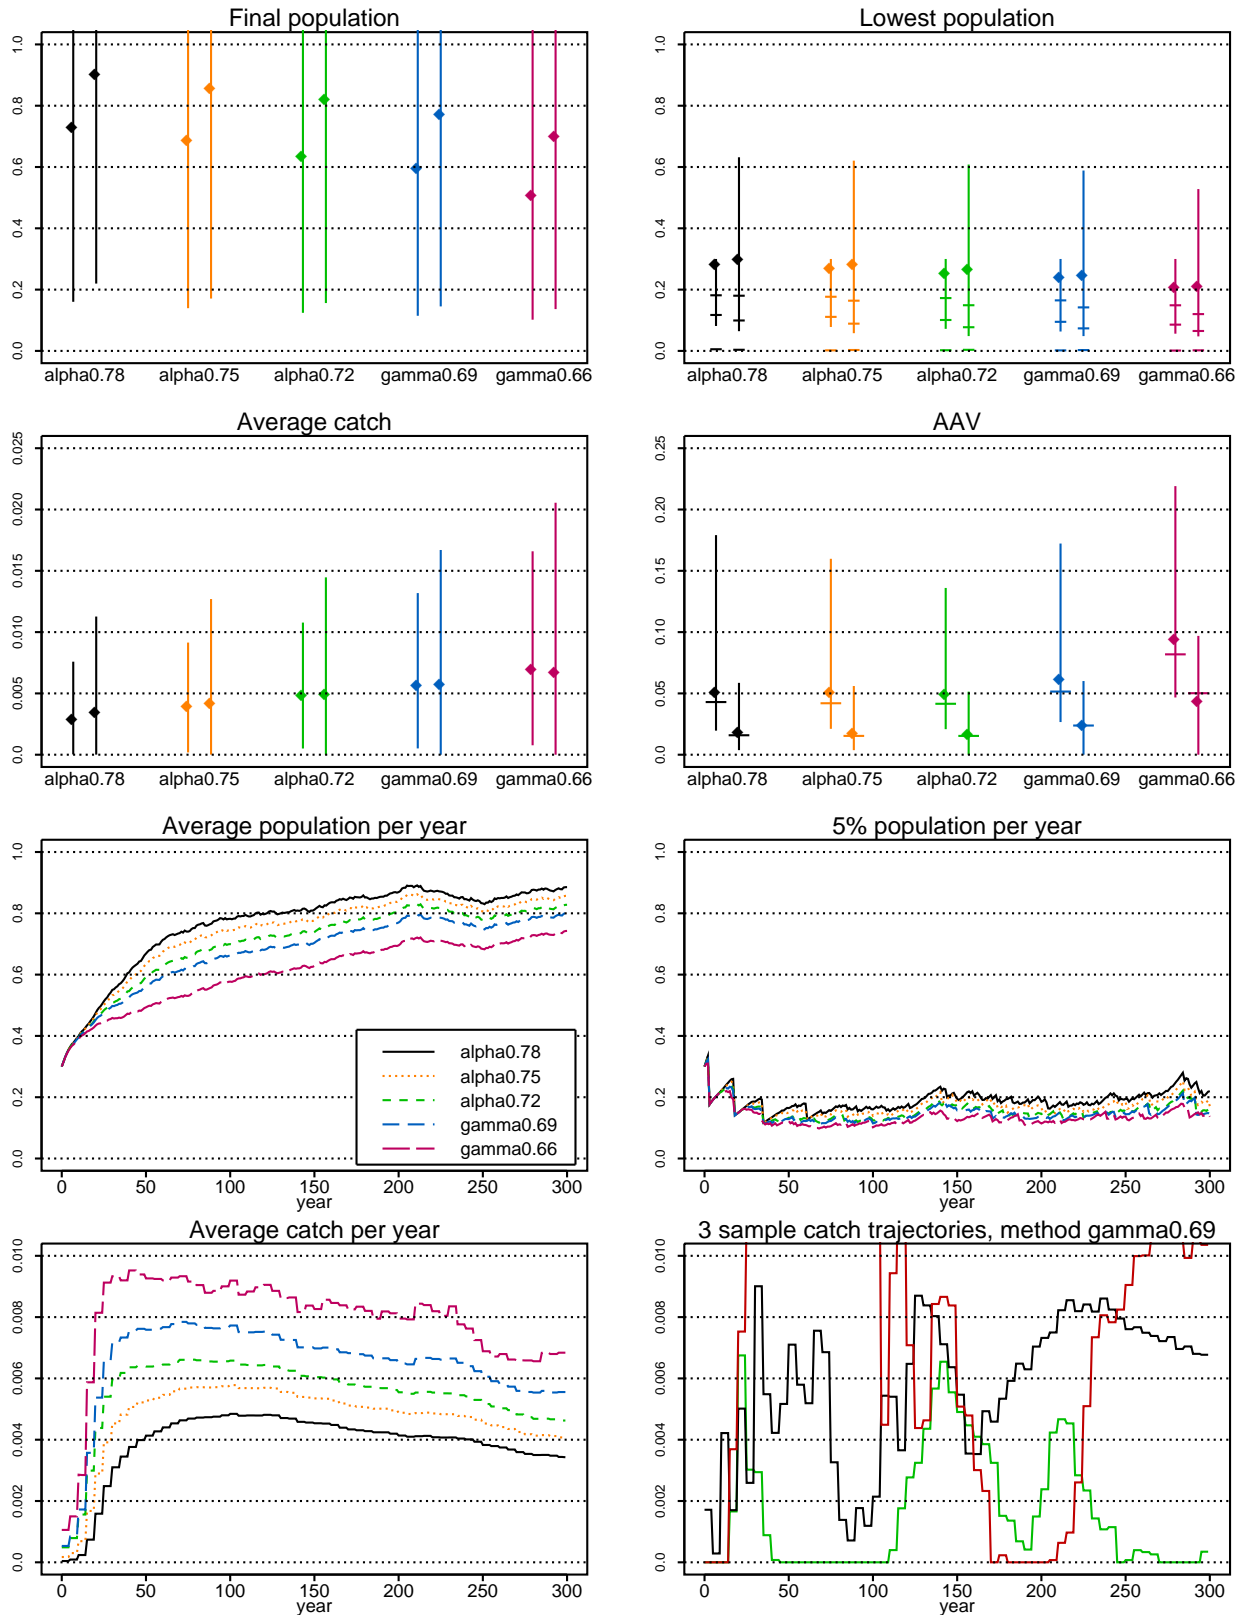 Final population
1.0
0.8
0.6
0.4
0.2
0.0
alpha0.78 alpha0.75 alpha0.72 gamma0.69 gamma0.66
Lowest population
1.0
0.8
0.6
0.4
0.2
0.0
alpha0.78 alpha0.75 alpha0.72 gamma0.69 gamma0.66
Average catch
0.025
0.020
0.015
0.010
0.005
0.0
alpha0.78 alpha0.75 alpha0.72 gamma0.69 gamma0.66
AAV
0.25
0.20
0.15
0.10
0.05
0.0
alpha0.78 alpha0.75 alpha0.72 gamma0.69 gamma0.66
Average population per year
1.0
0.8
0.6
0.4
0.2
0.0
alpha0.78
alpha0.75
alpha0.72
gamma0.69
gamma0.66
0 50 100 150 200 250 300
year
5% population per year
1.0
0.8
0.6
0.4
0.2
0.0
0 50 100 150 200 250 300
year
Average catch per year
0.010
0.008
0.006
0.004
0.002
0.0
0 50 100 150 200 250 300
year
3 sample catch trajectories, method gamma0.69
0.010
0.008
0.006
0.004
0.002
0.0
0 50 100 150 200 250 300
year